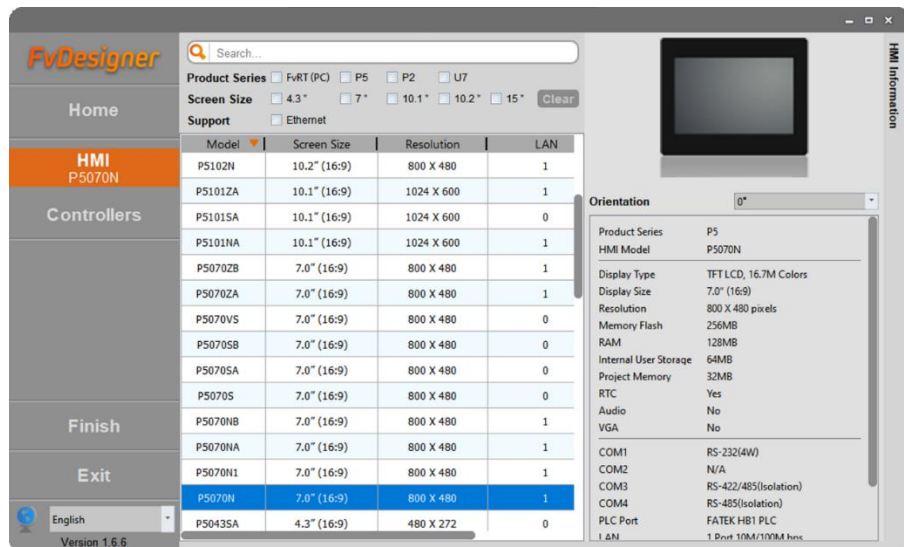 FvDesigner
Home
HMI
P5070N
Controllers
Finish
Exit
English
Version 1.6.6
Search...
Product Series FvRT (PC) P5 P2 U7
Screen Size 4.3" 7" 10.1" 10.2" 15" Clear
Support Ethernet
Model Screen Size Resolution LAN
P5102N 10.2" (16:9) 800 X 480 1
P5101ZA 10.1" (16:9) 1024 X 600 1
P5101SA 10.1" (16:9) 1024 X 600 0
P5101NA 10.1" (16:9) 1024 X 600 1
P5070ZB 7.0" (16:9) 800 X 480 1
P5070ZA 7.0" (16:9) 800 X 480 1
P5070VS 7.0" (16:9) 800 X 480 0
P5070SB 7.0" (16:9) 800 X 480 0
P5070SA 7.0" (16:9) 800 X 480 0
P5070S 7.0" (16:9) 800 X 480 0
P5070NB 7.0" (16:9) 800 X 480 1
P5070NA 7.0" (16:9) 800 X 480 1
P5070N1 7.0" (16:9) 800 X 480 1
P5070N 7.0" (16:9) 800 X 480 1
P5043SA 4.3" (16:9) 480 X 272 0
HMI Information
Orientation 0°
Product Series P5
HMI Model P5070N
Display Type TFT LCD, 16.7M Colors
Display Size 7.0" (16:9)
Resolution 800 X 480 pixels
Memory Flash 256MB
RAM 128MB
Internal User Storage 64MB
Project Memory 32MB
RTC Yes
Audio No
VGA No
COM1 RS-232(4W)
COM2 N/A
COM3 RS-422/485(Isolation)
COM4 RS-485(Isolation)
PLC Port FATEK HB1 PLC
LAN 1 Port 10M/100M bps